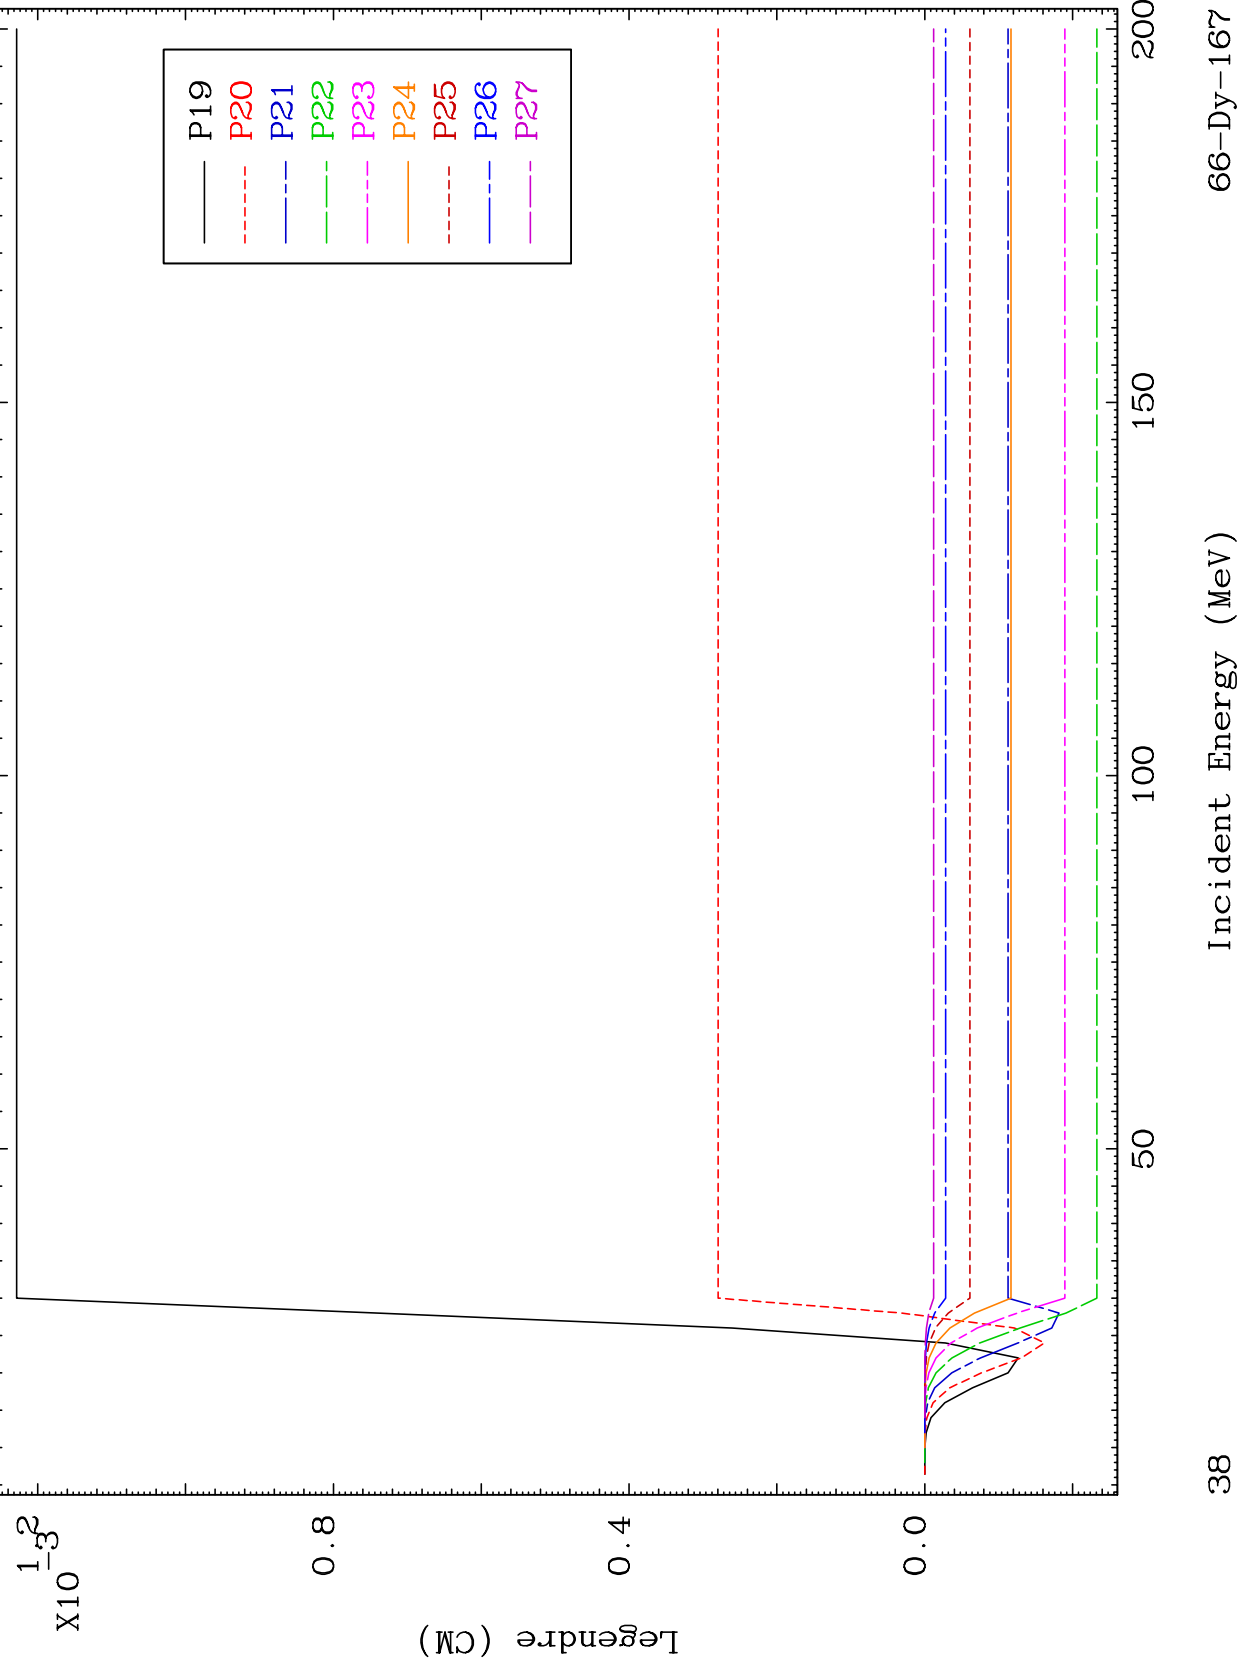 P19
P20
P21
P22
P23
P24
P25
P26
P27
1.2
X10
-3
0.8
0.4
0.0
Legendre (CM)
50
100
150
200
Incident Energy (MeV)
38
66-Dy-167